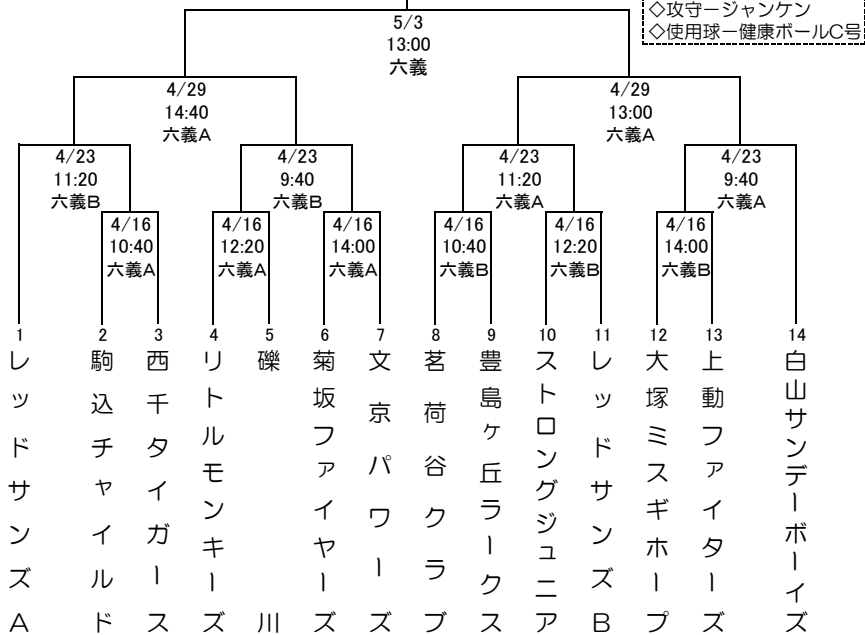 ◇攻守－ジャンケン
◇使用球－健康ボールC号
5/3
13:00
六義
4/29
14:40
六義A
4/29
13:00
六義A
4/23
11:20
六義B
4/23
9:40
六義B
4/23
11:20
六義A
4/23
9:40
六義A
4/16
10:40
六義A
4/16
12:20
六義A
4/16
14:00
六義A
4/16
10:40
六義B
4/16
12:20
六義B
4/16
14:00
六義B
1
レッドサンズA
2
駒込チャイルド
3
西千タイガース
4
リトルモンキーズ
5
礫川
6
菊坂ファイヤーズ
7
文京パワーズ
8
茗荷谷クラブ
9
豊島ヶ丘ラークス
10
ストロングジュニア
11
レッドサンズB
12
大塚ミスギホープ
13
上動ファイターズ
14
白山サンデーボーイズ